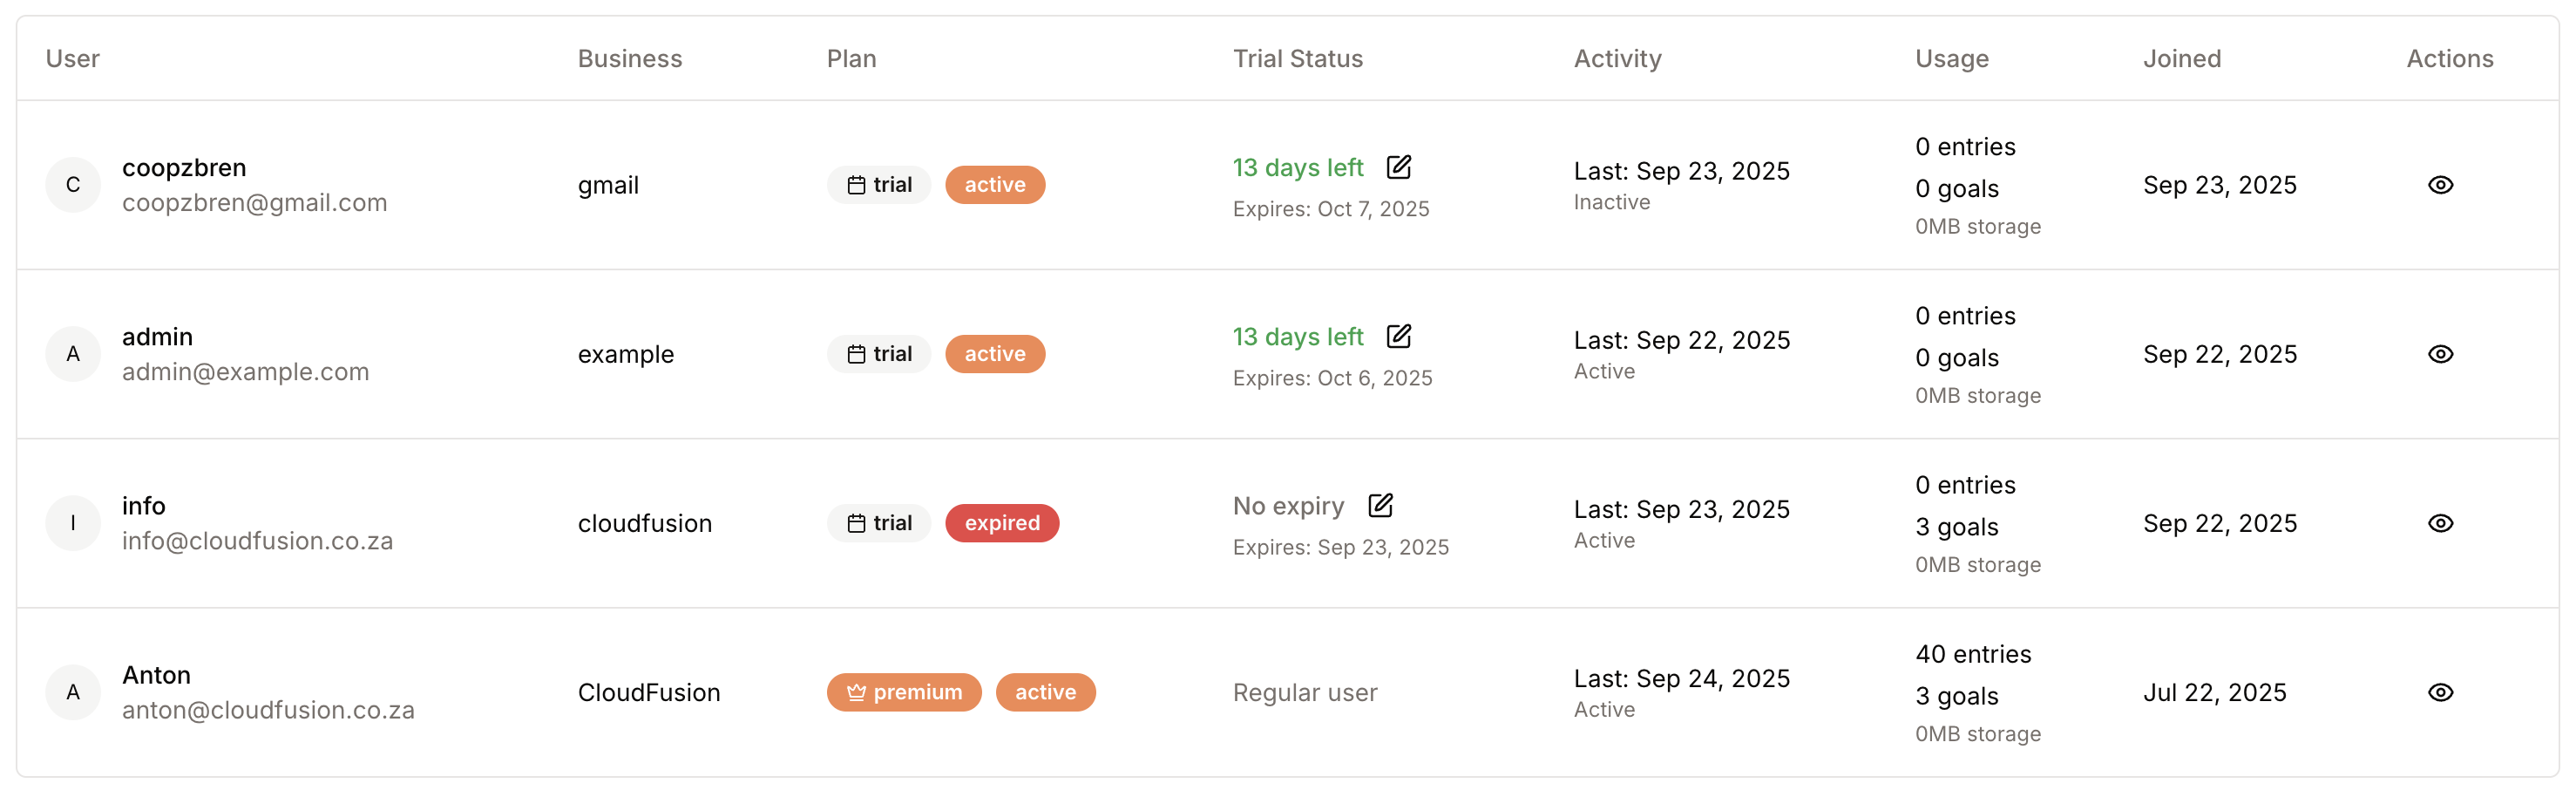 User Business Plan Trial Status Activity Usage Joined Actions
C
coopzbren
coopzbren@gmail.com
gmail
trial active
13 days left
Expires: Oct 7, 2025
Last: Sep 23, 2025
Inactive
0 entries
0 goals
0MB storage
Sep 23, 2025
A
admin
admin@example.com
example
trial active
13 days left
Expires: Oct 6, 2025
Last: Sep 22, 2025
Active
0 entries
0 goals
0MB storage
Sep 22, 2025
I
info
info@cloudfusion.co.za
cloudfusion
trial expired
No expiry
Expires: Sep 23, 2025
Last: Sep 23, 2025
Active
0 entries
3 goals
0MB storage
Sep 22, 2025
A
Anton
anton@cloudfusion.co.za
CloudFusion
premium active
Regular user
Last: Sep 24, 2025
Active
40 entries
3 goals
0MB storage
Jul 22, 2025